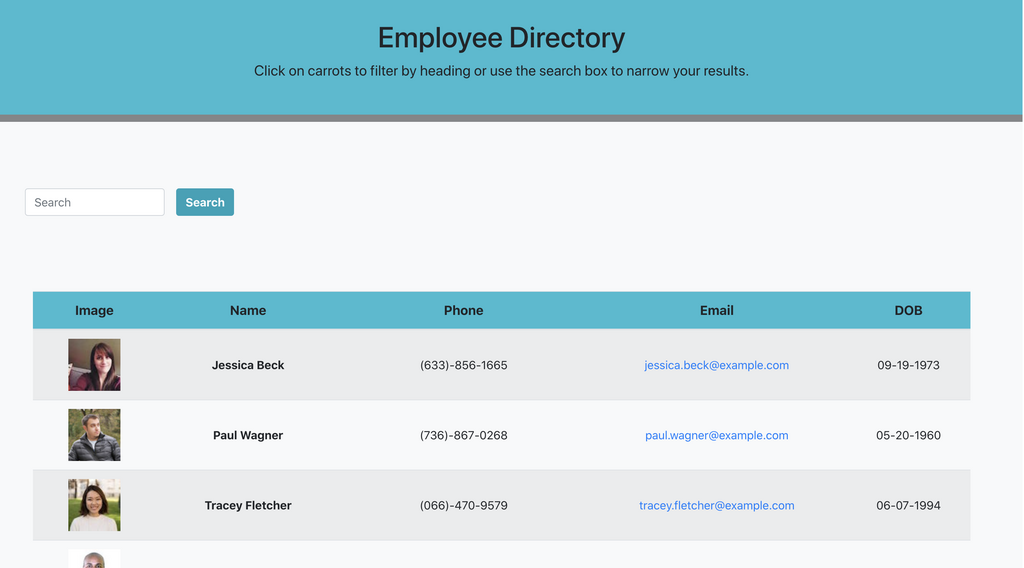 Employee Directory
Click on carrots to filter by heading or use the search box to narrow your results.
Search Search
Image Name Phone Email DOB
Jessica Beck (633)-856-1665 jessica.beck@example.com 09-19-1973
Paul Wagner (736)-867-0268 paul.wagner@example.com 05-20-1960
Tracey Fletcher (066)-470-9579 tracey.fletcher@example.com 06-07-1994